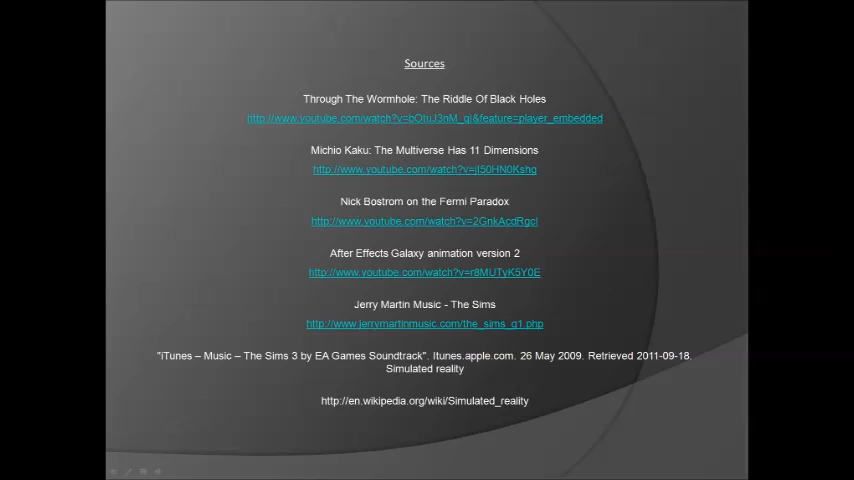 Sources
Through The Wormhole: The Riddle Of Black Holes
http://www.youtube.com/watch?v=bOtuJ3nM_qI&feature=player_embedded
Michio Kaku: The Multiverse Has 11 Dimensions
http://www.youtube.com/watch?v=jI50HN0Kshg
Nick Bostrom on the Fermi Paradox
http://www.youtube.com/watch?v=2GnkAcdRgcI
After Effects Galaxy animation version 2
http://www.youtube.com/watch?v=r8MUTyK5Y0E
Jerry Martin Music - The Sims
http://www.jerrymartinmusic.com/the_sims_g1.php
"iTunes – Music – The Sims 3 by EA Games Soundtrack". Itunes.apple.com. 26 May 2009. Retrieved 2011-09-18.
Simulated reality
http://en.wikipedia.org/wiki/Simulated_reality